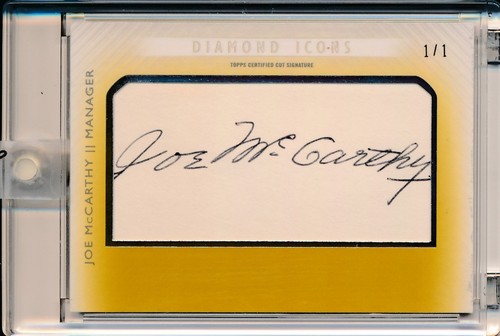 DIAMOND ICONS
1/1
TOPPS CERTIFIED CUT SIGNATURE
JOE McCARTHY || MANAGER
Joe McCarthy